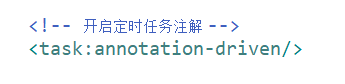 <!-- 开启定时任务注解 -->
<task:annotation-driven/>